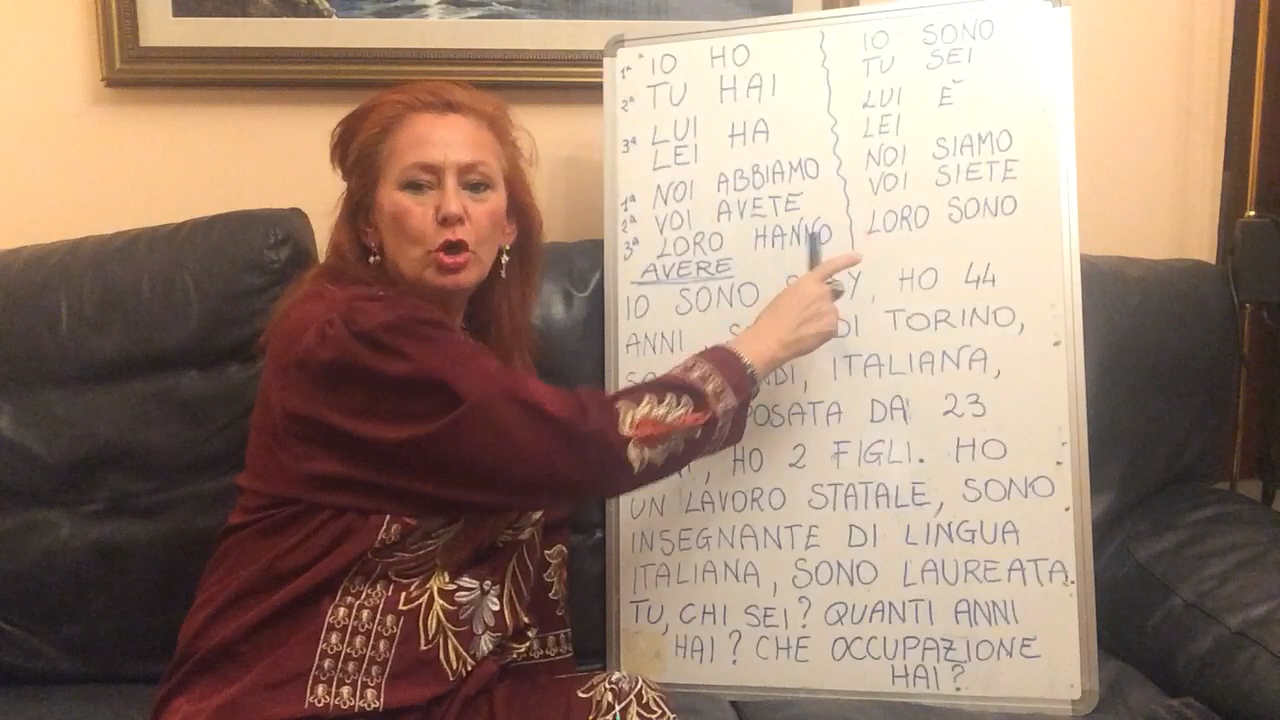 1ª IO HO
2ª TU HAI
3ª LUI HA
LEI
1ª NOI ABBIAMO
2ª VOI AVETE
3ª LORO HANNO
AVERE
IO SONO
TU SEI
LUI È
LEI
NOI SIAMO
VOI SIETE
LORO SONO
IO SONO , HO 44
ANNI DI TORINO,
ITALIANA,
DA 23
, HO 2 FIGLI. HO
UN LAVORO STATALE, SONO
INSEGNANTE DI LINGUA
ITALIANA, SONO LAUREATA.
TU, CHI SEI? QUANTI ANNI
HAI? CHE OCCUPAZIONE
HAI?